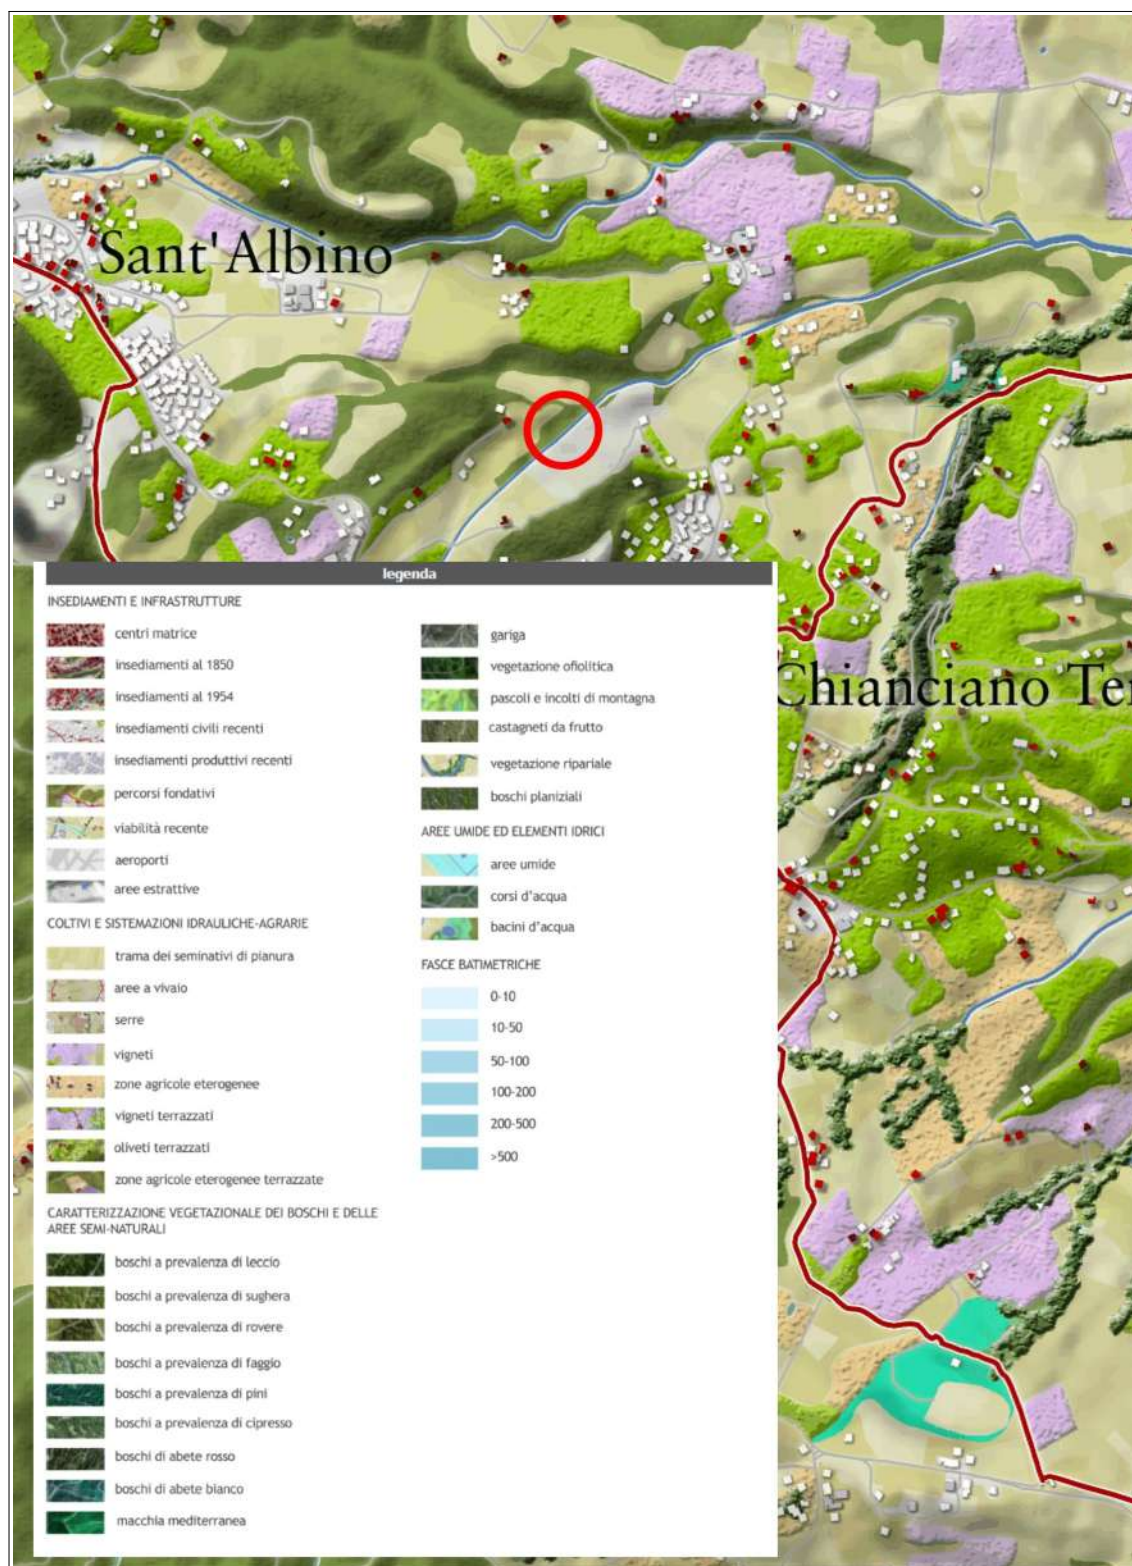 Sant'Albino
Chianciano Ter
legenda
INSEDIAMENTI E INFRASTRUTTURE
centri matrice
insediamenti al 1850
insediamenti al 1954
insediamenti civili recenti
insediamenti produttivi recenti
percorsi fondativi
viabilità recente
aeroporti
aree estrattive
COLTIVI E SISTEMAZIONI IDRAULICHE-AGRARIE
trama dei seminativi di pianura
aree a vivaio
serre
vigneti
zone agricole eterogenee
vigneti terrazzati
oliveti terrazzati
zone agricole eterogenee terrazzate
CARATTERIZZAZIONE VEGETAZIONALE DEI BOSCHI E DELLE
AREE SEMI-NATURALI
boschi a prevalenza di leccio
boschi a prevalenza di sughera
boschi a prevalenza di rovere
boschi a prevalenza di faggio
boschi a prevalenza di pini
boschi a prevalenza di cipresso
boschi di abete rosso
boschi di abete bianco
macchia mediterranea
gariga
vegetazione ofiolitica
pascoli e incolti di montagna
castagneti da frutto
vegetazione ripariale
boschi planiziali
AREE UMIDE ED ELEMENTI IDRICI
aree umide
corsi d'acqua
bacini d'acqua
FASCE BATIMETRICHE
0-10
10-50
50-100
100-200
200-500
>500